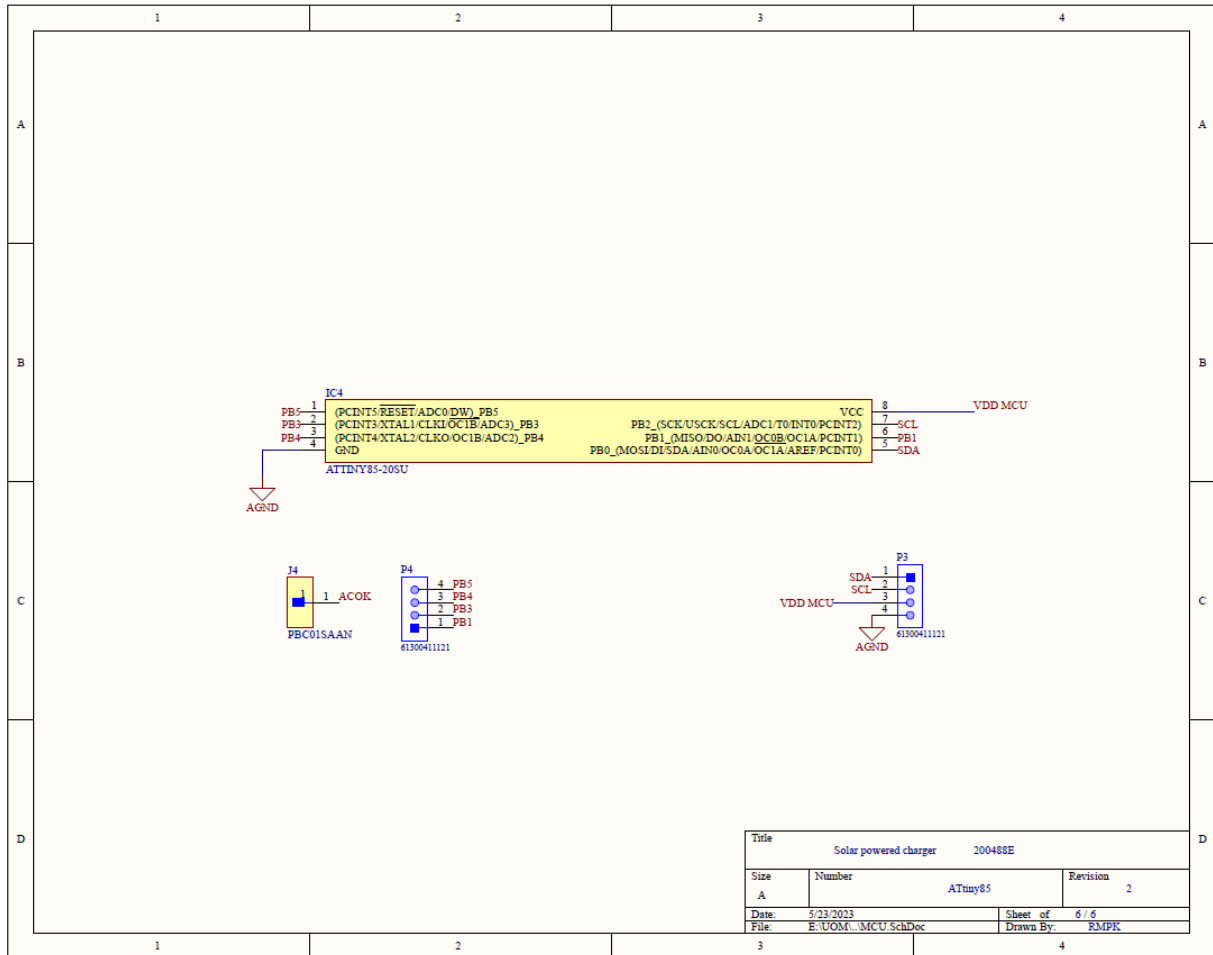 1 2 3 4
A A
B B
IC4
PB5 1 (PCINT5/RESET/ADC0/DW)_PB5 VCC 8 VDD MCU
PB3 2 (PCINT3/XTAL1/CLKI/OC1B/ADC3)_PB3 PB2_(SCK/USCK/SCL/ADC1/T0/INT0/PCINT2) 7 SCL
PB4 3 (PCINT4/XTAL2/CLKO/OC1B/ADC2)_PB4 PB1_(MISO/DO/AIN1/OC0B/OC1A/PCINT1) 6 PB1
4 GND PB0_(MOSI/DI/SDA/AIN0/OC0A/OC1A/AREF/PCINT0) 5 SDA
ATTINY85-20SU
AGND
J4
1 1 ACOK
PBC01SAAN
P4
4 PB5
3 PB4
2 PB3
1 PB1
61300411121
P3
SDA 1
SCL 2
VDD MCU 3
4
AGND
61300411121
C C
D D
Title
Solar powered charger 200488E
Size Number Revision
A ATtiny85 2
Date: 5/23/2023 Sheet of 6 / 6
File: E:\UOM\..\MCU.SchDoc Drawn By: RMPK
1 2 3 4